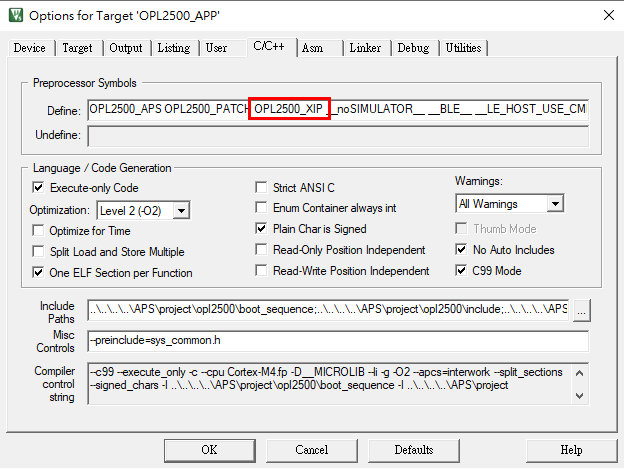 Options for Target 'OPL2500_APP'
Device Target Output Listing User C/C++ Asm Linker Debug Utilities
Preprocessor Symbols
Define: OPL2500_APS OPL2500_PATCH OPL2500_XIP __noSIMULATOR__ __BLE__ __LE_HOST_USE_CM
Undefine:
Language / Code Generation
Execute-only Code
Optimization: Level 2 (-O2)
Optimize for Time
Split Load and Store Multiple
One ELF Section per Function
Strict ANSI C
Enum Container always int
Plain Char is Signed
Read-Only Position Independent
Read-Write Position Independent
Warnings:
All Warnings
Thumb Mode
No Auto Includes
C99 Mode
Include Paths ..\..\..\..\APS\project\opl2500\boot_sequence;..\..\..\..\APS\project\opl2500\include;..\..\..\..\APS ...
Misc Controls --preinclude=sys_common.h
Compiler control string --c99 --execute_only -c --cpu Cortex-M4.fp -D__MICROLIB --li -g -O2 --apcs=interwork --split_sections
--signed_chars -I ..\..\..\..\APS\project\opl2500\boot_sequence -I ..\..\..\..\APS\project
OK Cancel Defaults Help